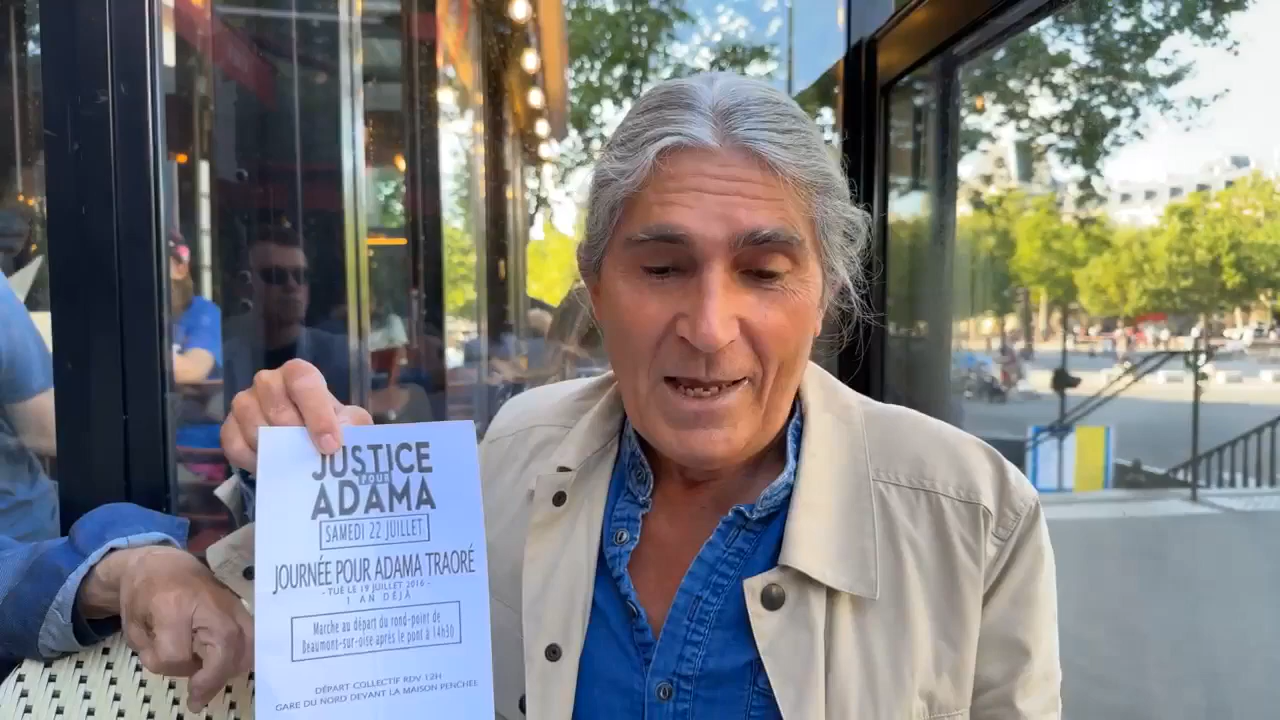 JUSTICE
POUR
ADAMA
SAMEDI 22 JUILLET
JOURNÉE POUR ADAMA TRAORÉ
- TUÉ LE 19 JUILLET 2016 -
1 AN DÉJÀ
Marche au départ du rond-point de
Beaumont-sur-oise après le pont à 14h30
DÉPART COLLECTIF RDV 12H
GARE DU NORD DEVANT LA MAISON PENCHÉE